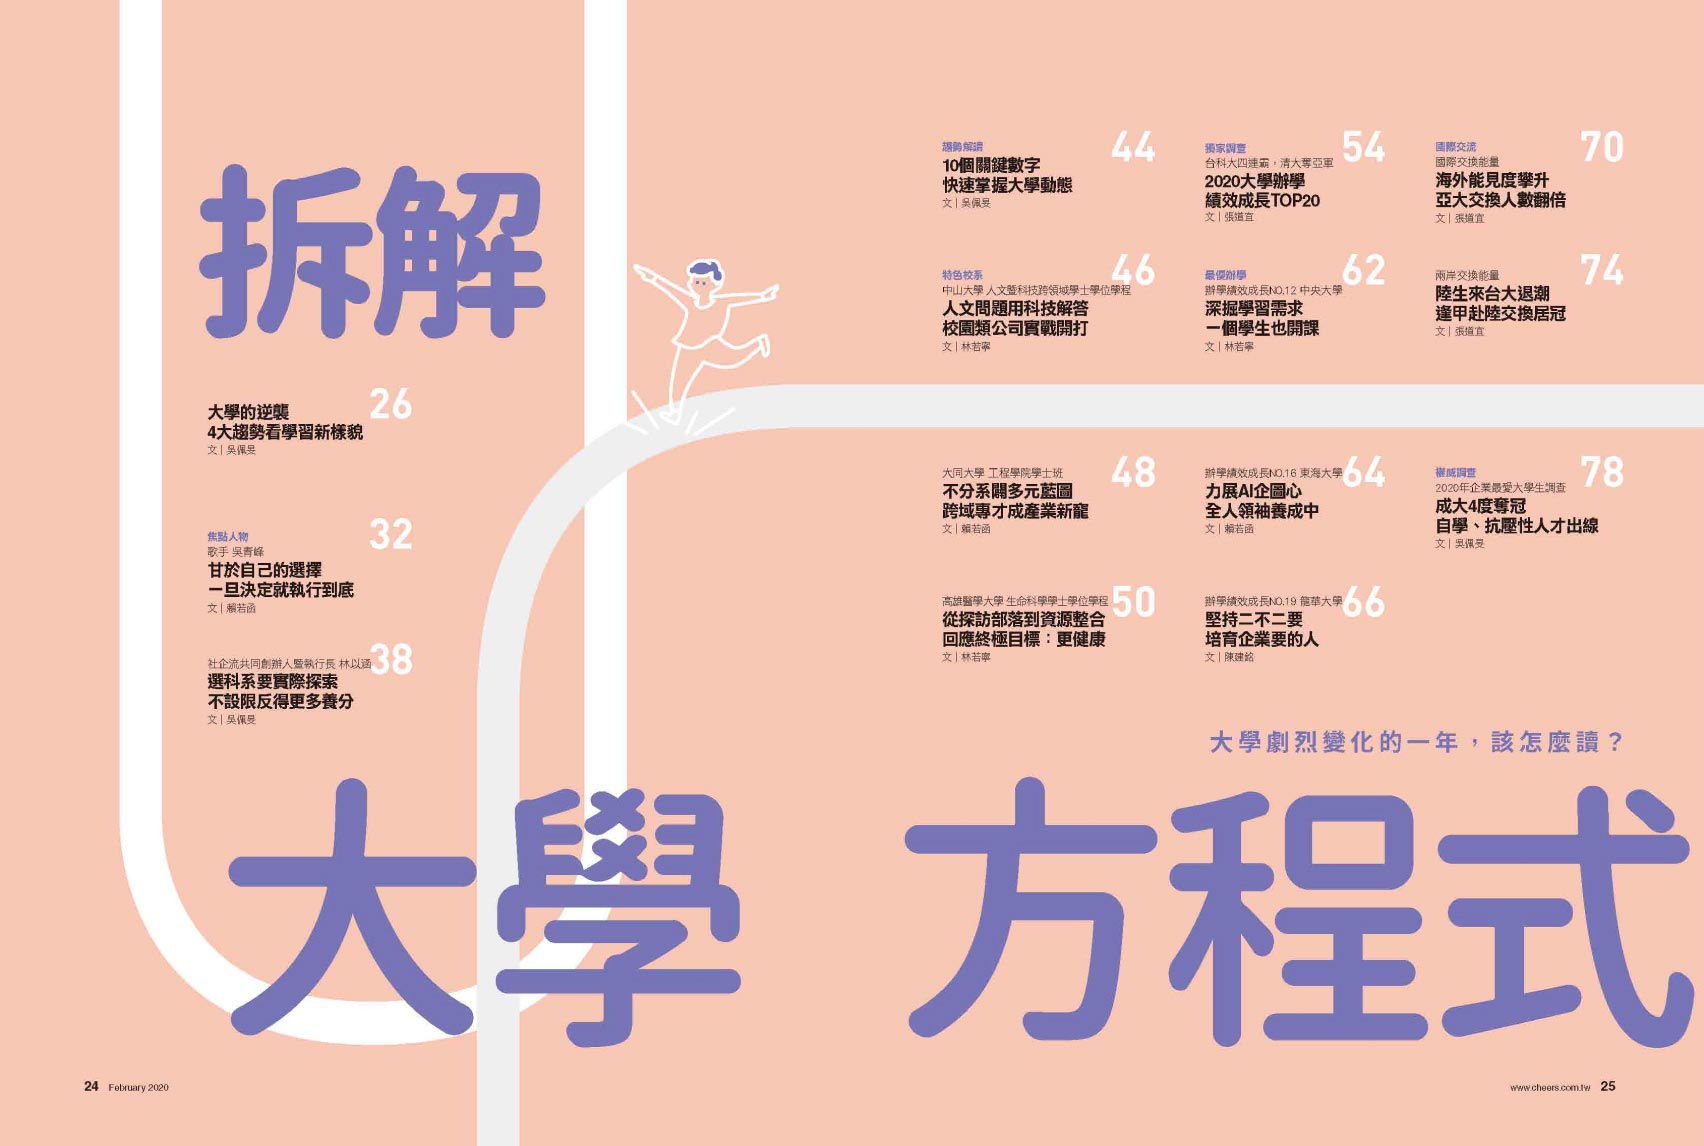 拆解
26
大學的逆襲
4大趨勢看學習新樣貌
文｜吳佩旻
32
焦點人物
歌手 吳青峰
甘於自己的選擇
一旦決定就執行到底
文｜賴若函
38
社企流共同創辦人暨執行長 林以涵
選科系要實際探索
不設限反得更多養分
文｜吳佩旻
44
趨勢解讀
10個關鍵數字
快速掌握大學動態
文｜吳佩旻
46
特色校系
中山大學 人文暨科技跨領域學士學位學程
人文問題用科技解答
校園類公司實戰開打
文｜林若寧
48
大同大學 工程學院學士班
不分系闢多元藍圖
跨域專才成產業新寵
文｜賴若函
50
高雄醫學大學 生命科學學士學位學程
從探訪部落到資源整合
回應終極目標：更健康
文｜林若寧
54
獨家調查
台科大四連霸，清大奪亞軍
2020大學辦學
績效成長TOP20
文｜張道宜
62
最優辦學
辦學績效成長NO.12 中央大學
深掘學習需求
一個學生也開課
文｜林若寧
64
辦學績效成長NO.16 東海大學
力展AI企圖心
全人領袖養成中
文｜賴若函
66
辦學績效成長NO.19 龍華大學
堅持二不二要
培育企業要的人
文｜陳建銘
70
國際交流
國際交換能量
海外能見度攀升
亞大交換人數翻倍
文｜張道宜
74
兩岸交換能量
陸生來台大退潮
逢甲赴陸交換居冠
文｜張道宜
78
權威調查
2020年企業最愛大學生調查
成大4度奪冠
自學、抗壓性人才出線
文｜吳佩旻
大學劇烈變化的一年，該怎麼讀？
大學 方程式
24 February 2020
www.cheers.com.tw 25